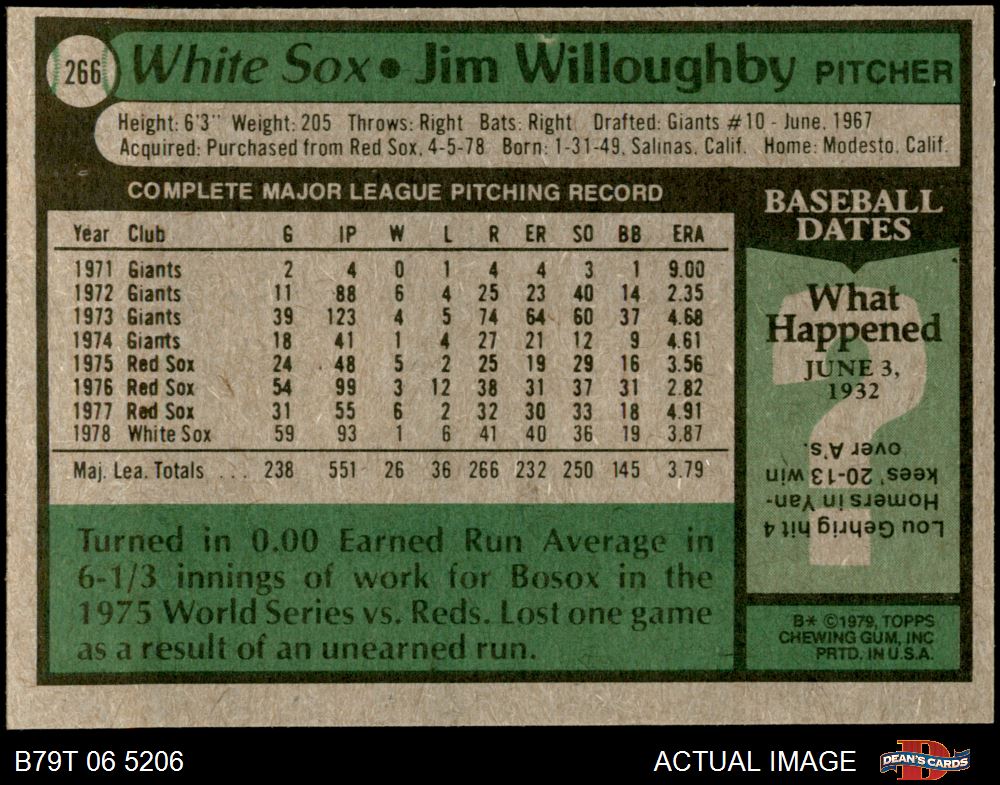 266 White Sox • Jim Willoughby PITCHER
Height: 6'3" Weight: 205 Throws: Right Bats: Right Drafted: Giants #10 - June, 1967
Acquired: Purchased from Red Sox, 4-5-78 Born: 1-31-49, Salinas, Calif. Home: Modesto, Calif.
COMPLETE MAJOR LEAGUE PITCHING RECORD
Year Club G IP W L R ER SO BB ERA
1971 Giants 2 4 0 1 4 4 3 1 9.00
1972 Giants 11 88 6 4 25 23 40 14 2.35
1973 Giants 39 123 4 5 74 64 60 37 4.68
1974 Giants 18 41 1 4 27 21 12 9 4.61
1975 Red Sox 24 48 5 2 25 19 29 16 3.56
1976 Red Sox 54 99 3 12 38 31 37 31 2.82
1977 Red Sox 31 55 6 2 32 30 33 18 4.91
1978 White Sox 59 93 1 6 41 40 36 19 3.87
Maj. Lea. Totals ... 238 551 26 36 266 232 250 145 3.79
Turned in 0.00 Earned Run Average in
6-1/3 innings of work for Bosox in the
1975 World Series vs. Reds. Lost one game
as a result of an unearned run.
BASEBALL
DATES
What
Happened
JUNE 3,
1932
?
Lou Gehrig hit 4
Homers in Yan-
kees' 20-13 win
over A's.
B* ©1979, TOPPS
CHEWING GUM, INC
PRTD. IN U.S.A.
B79T 06 5206
ACTUAL IMAGE
D
DEAN'S CARDS